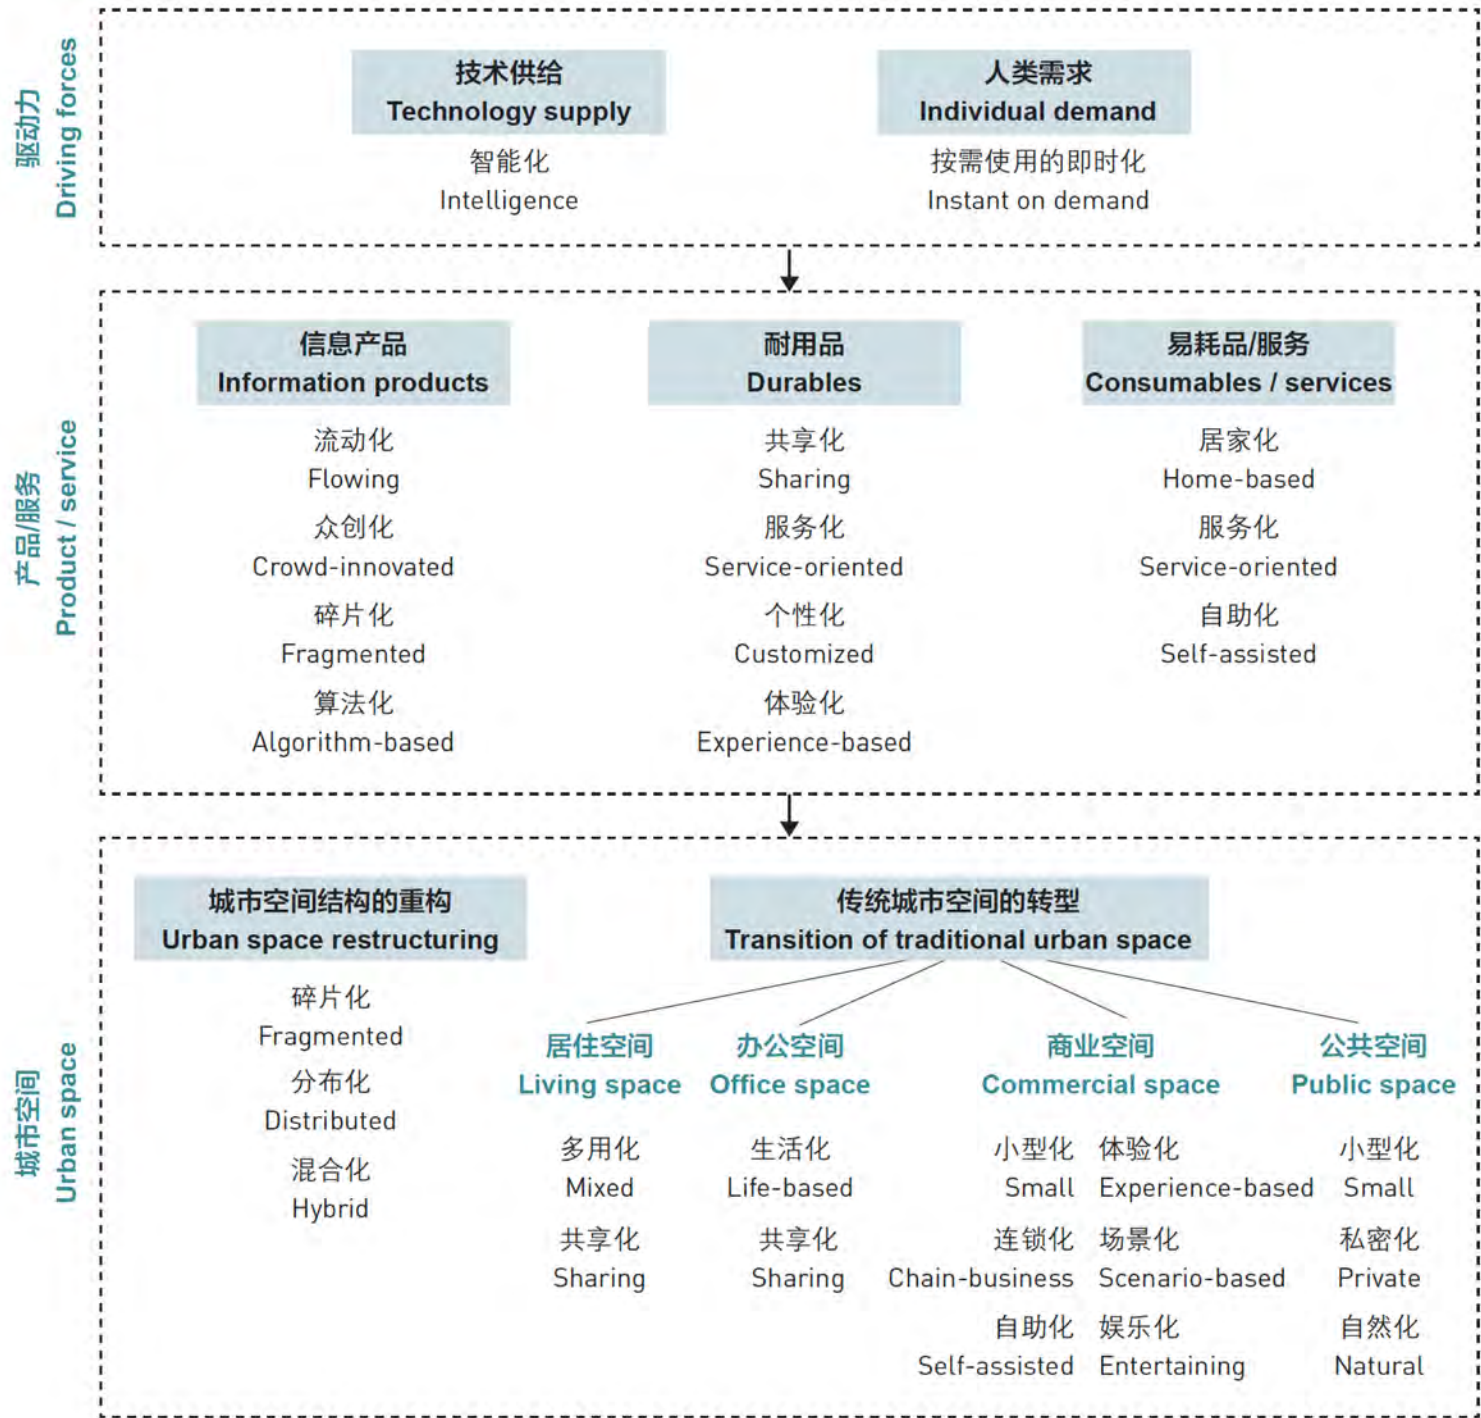 驱动力
Driving forces
技术供给
Technology supply
智能化
Intelligence
人类需求
Individual demand
按需使用的即时化
Instant on demand
产品/服务
Product / service
信息产品
Information products
流动化
Flowing
众创化
Crowd-innovated
碎片化
Fragmented
算法化
Algorithm-based
耐用品
Durables
共享化
Sharing
服务化
Service-oriented
个性化
Customized
体验化
Experience-based
易耗品/服务
Consumables / services
居家化
Home-based
服务化
Service-oriented
自助化
Self-assisted
城市空间
Urban space
城市空间结构的重构
Urban space restructuring
碎片化
Fragmented
分布化
Distributed
混合化
Hybrid
传统城市空间的转型
Transition of traditional urban space
居住空间
Living space
多用化
Mixed
共享化
Sharing
办公空间
Office space
生活化
Life-based
共享化
Sharing
商业空间
Commercial space
小型化
Small
连锁化
Chain-business
自助化
Self-assisted
体验化
Experience-based
场景化
Scenario-based
娱乐化
Entertaining
公共空间
Public space
小型化
Small
私密化
Private
自然化
Natural